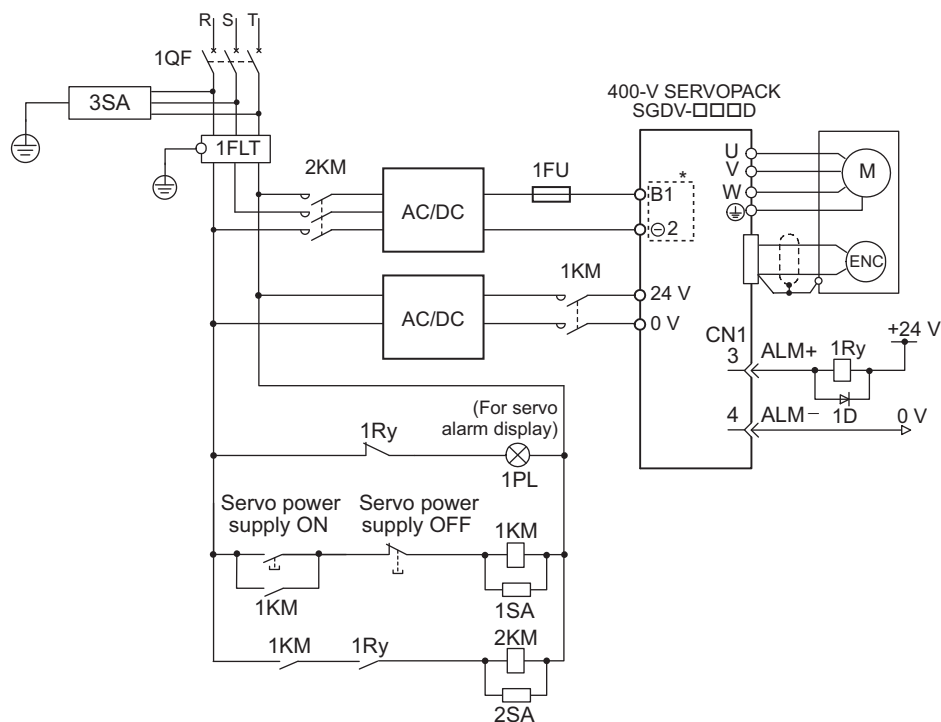 R S T
1QF
3SA
1FLT
400-V SERVOPACK
SGDV-□□□D
2KM
AC/DC
1FU
B1
*
⊖2
U
V
W
M
ENC
AC/DC
1KM
24 V
0 V
CN1
3 ALM+
1Ry
+24 V
1D
4 ALM−
0 V
(For servo
alarm display)
1Ry
1PL
Servo power
supply ON
Servo power
supply OFF
1KM
1KM
1SA
1KM
1Ry
2KM
2SA